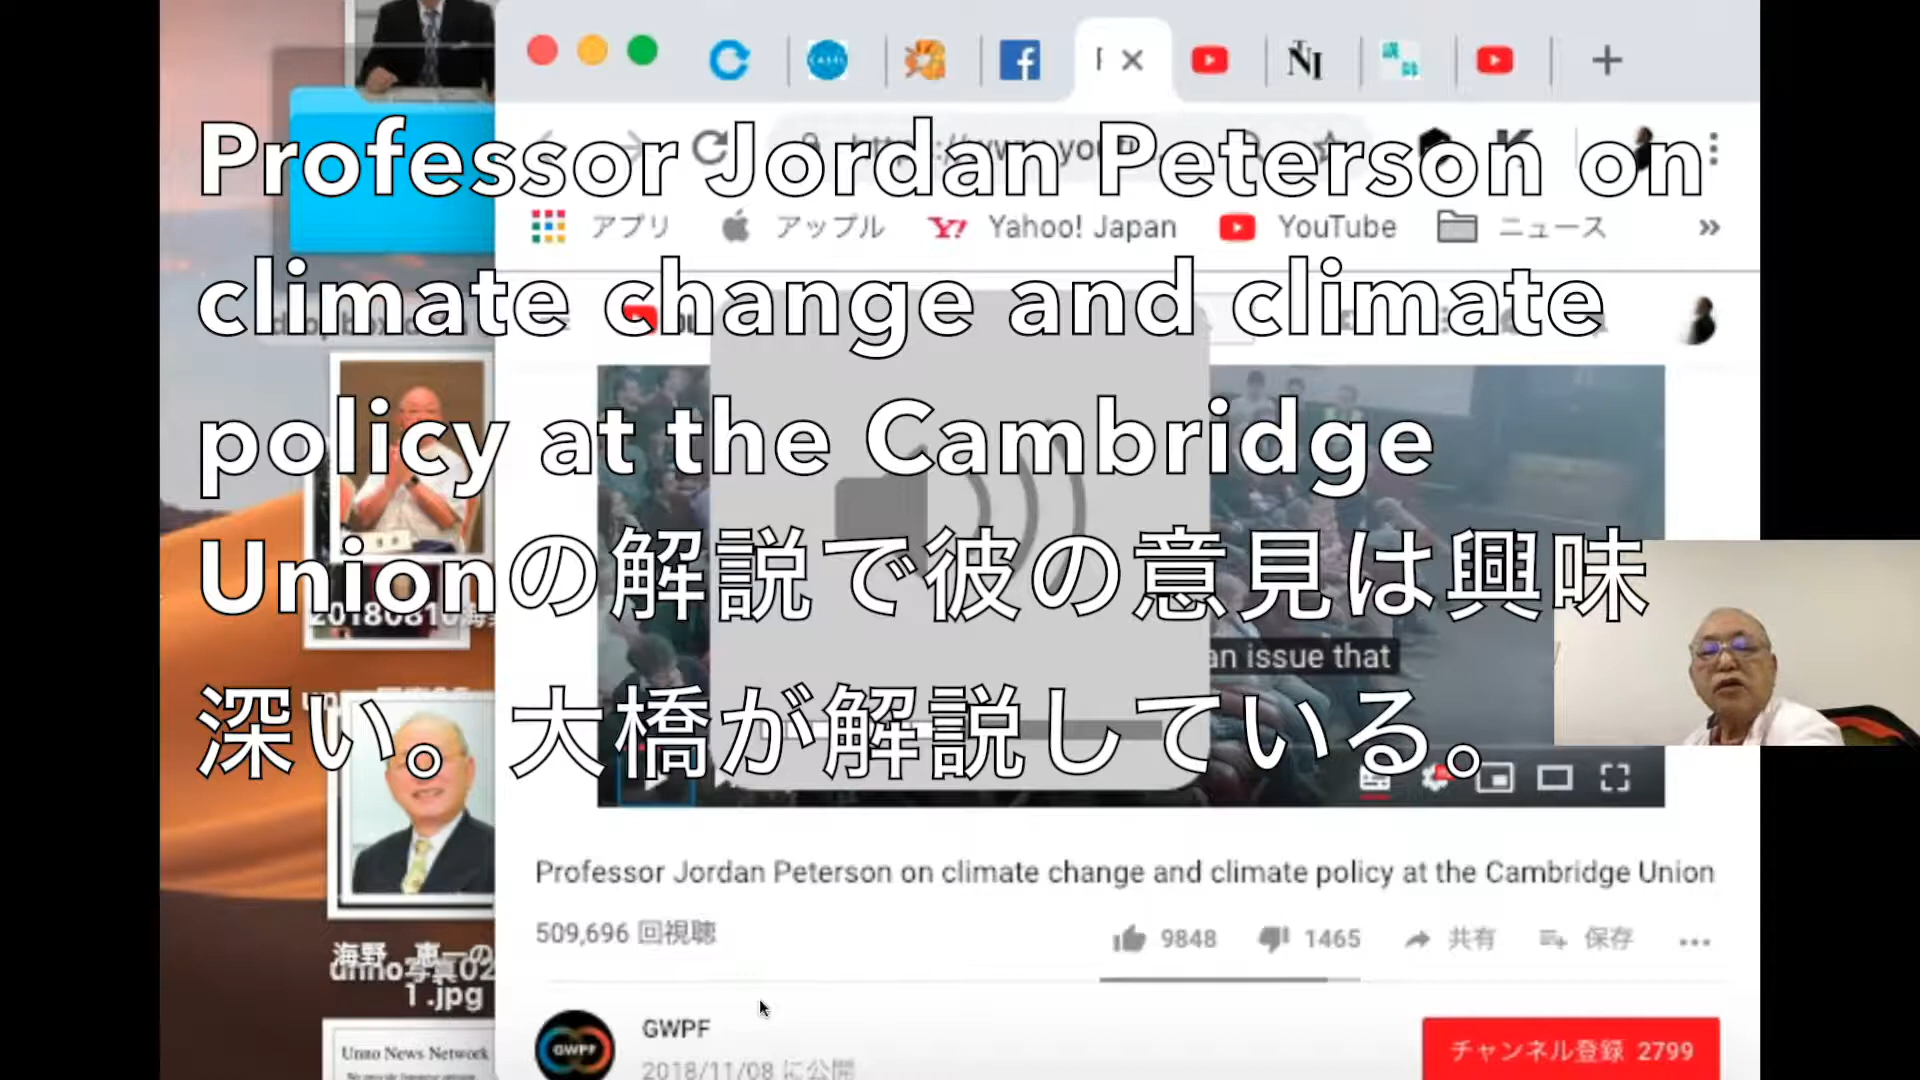 Professor Jordan Peterson on
climate change and climate
policy at the Cambridge
Unionの解説で彼の意見は興味
深い。大橋が解説している。
アプリ
アップル
Yahoo! Japan
YouTube
ニュース
an issue that
Professor Jordan Peterson on climate change and climate policy at the Cambridge Union
509,696 回視聴
9848
1465
共有
保存
GWPF
GWPF
2018/11/08 に公開
チャンネル登録 2799
1.jpg
Unno News Network